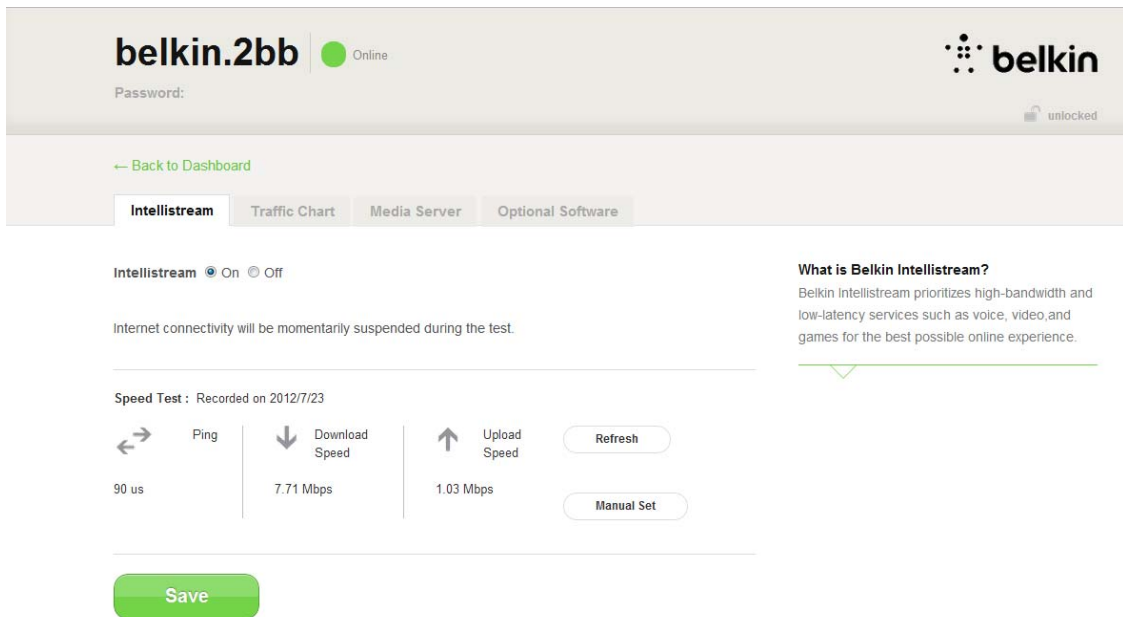 belkin.2bb
Online
belkin
Password:
unlocked
← Back to Dashboard
Intellistream
Traffic Chart
Media Server
Optional Software
Intellistream On Off
Internet connectivity will be momentarily suspended during the test.
What is Belkin Intellistream?
Belkin Intellistream prioritizes high-bandwidth and
low-latency services such as voice, video,and
games for the best possible online experience.
Speed Test : Recorded on 2012/7/23
Ping
90 us
Download
Speed
7.71 Mbps
Upload
Speed
1.03 Mbps
Refresh
Manual Set
Save